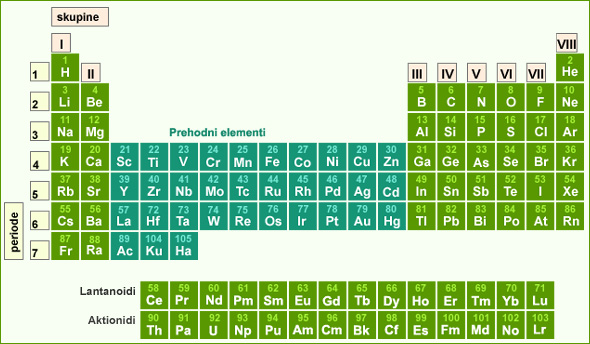 skupine
I VIII
1 2
1 H II III IV V VI VII He
3 4 5 6 7 8 9 10
2 Li Be B C N O F Ne
11 12 13 14 15 16 17 18
3 Na Mg Prehodni elementi Al Si P S Cl Ar
19 20 21 22 23 24 25 26 27 28 29 30 31 32 33 34 35 36
4 K Ca Sc Ti V Cr Mn Fe Co Ni Cu Zn Ga Ge As Se Br Kr
37 38 39 40 41 42 43 44 45 46 47 48 49 50 51 52 53 54
5 Rb Sr Y Zr Nb Mo Tc Ru Rh Pd Ag Cd In Sn Sb Te I Xe
55 56 57 72 73 74 75 76 77 78 79 80 81 82 83 84 85 86
6 Cs Ba La Hf Ta W Re Os Ir Pt Au Hg Tl Pb Bi Po At Rn
87 88 89 104 105
7 Fr Ra Ac Ku Ha
periode
58 59 60 61 62 63 64 65 66 67 68 69 70 71
Lantanoidi Ce Pr Nd Pm Sm Eu Gd Tb Dy Ho Er Tm Yb Lu
90 91 92 93 94 95 96 97 98 99 100 101 102 103
Aktionidi Th Pa U Np Pu Am Cm Bk Cf Es Fm Md No Lr